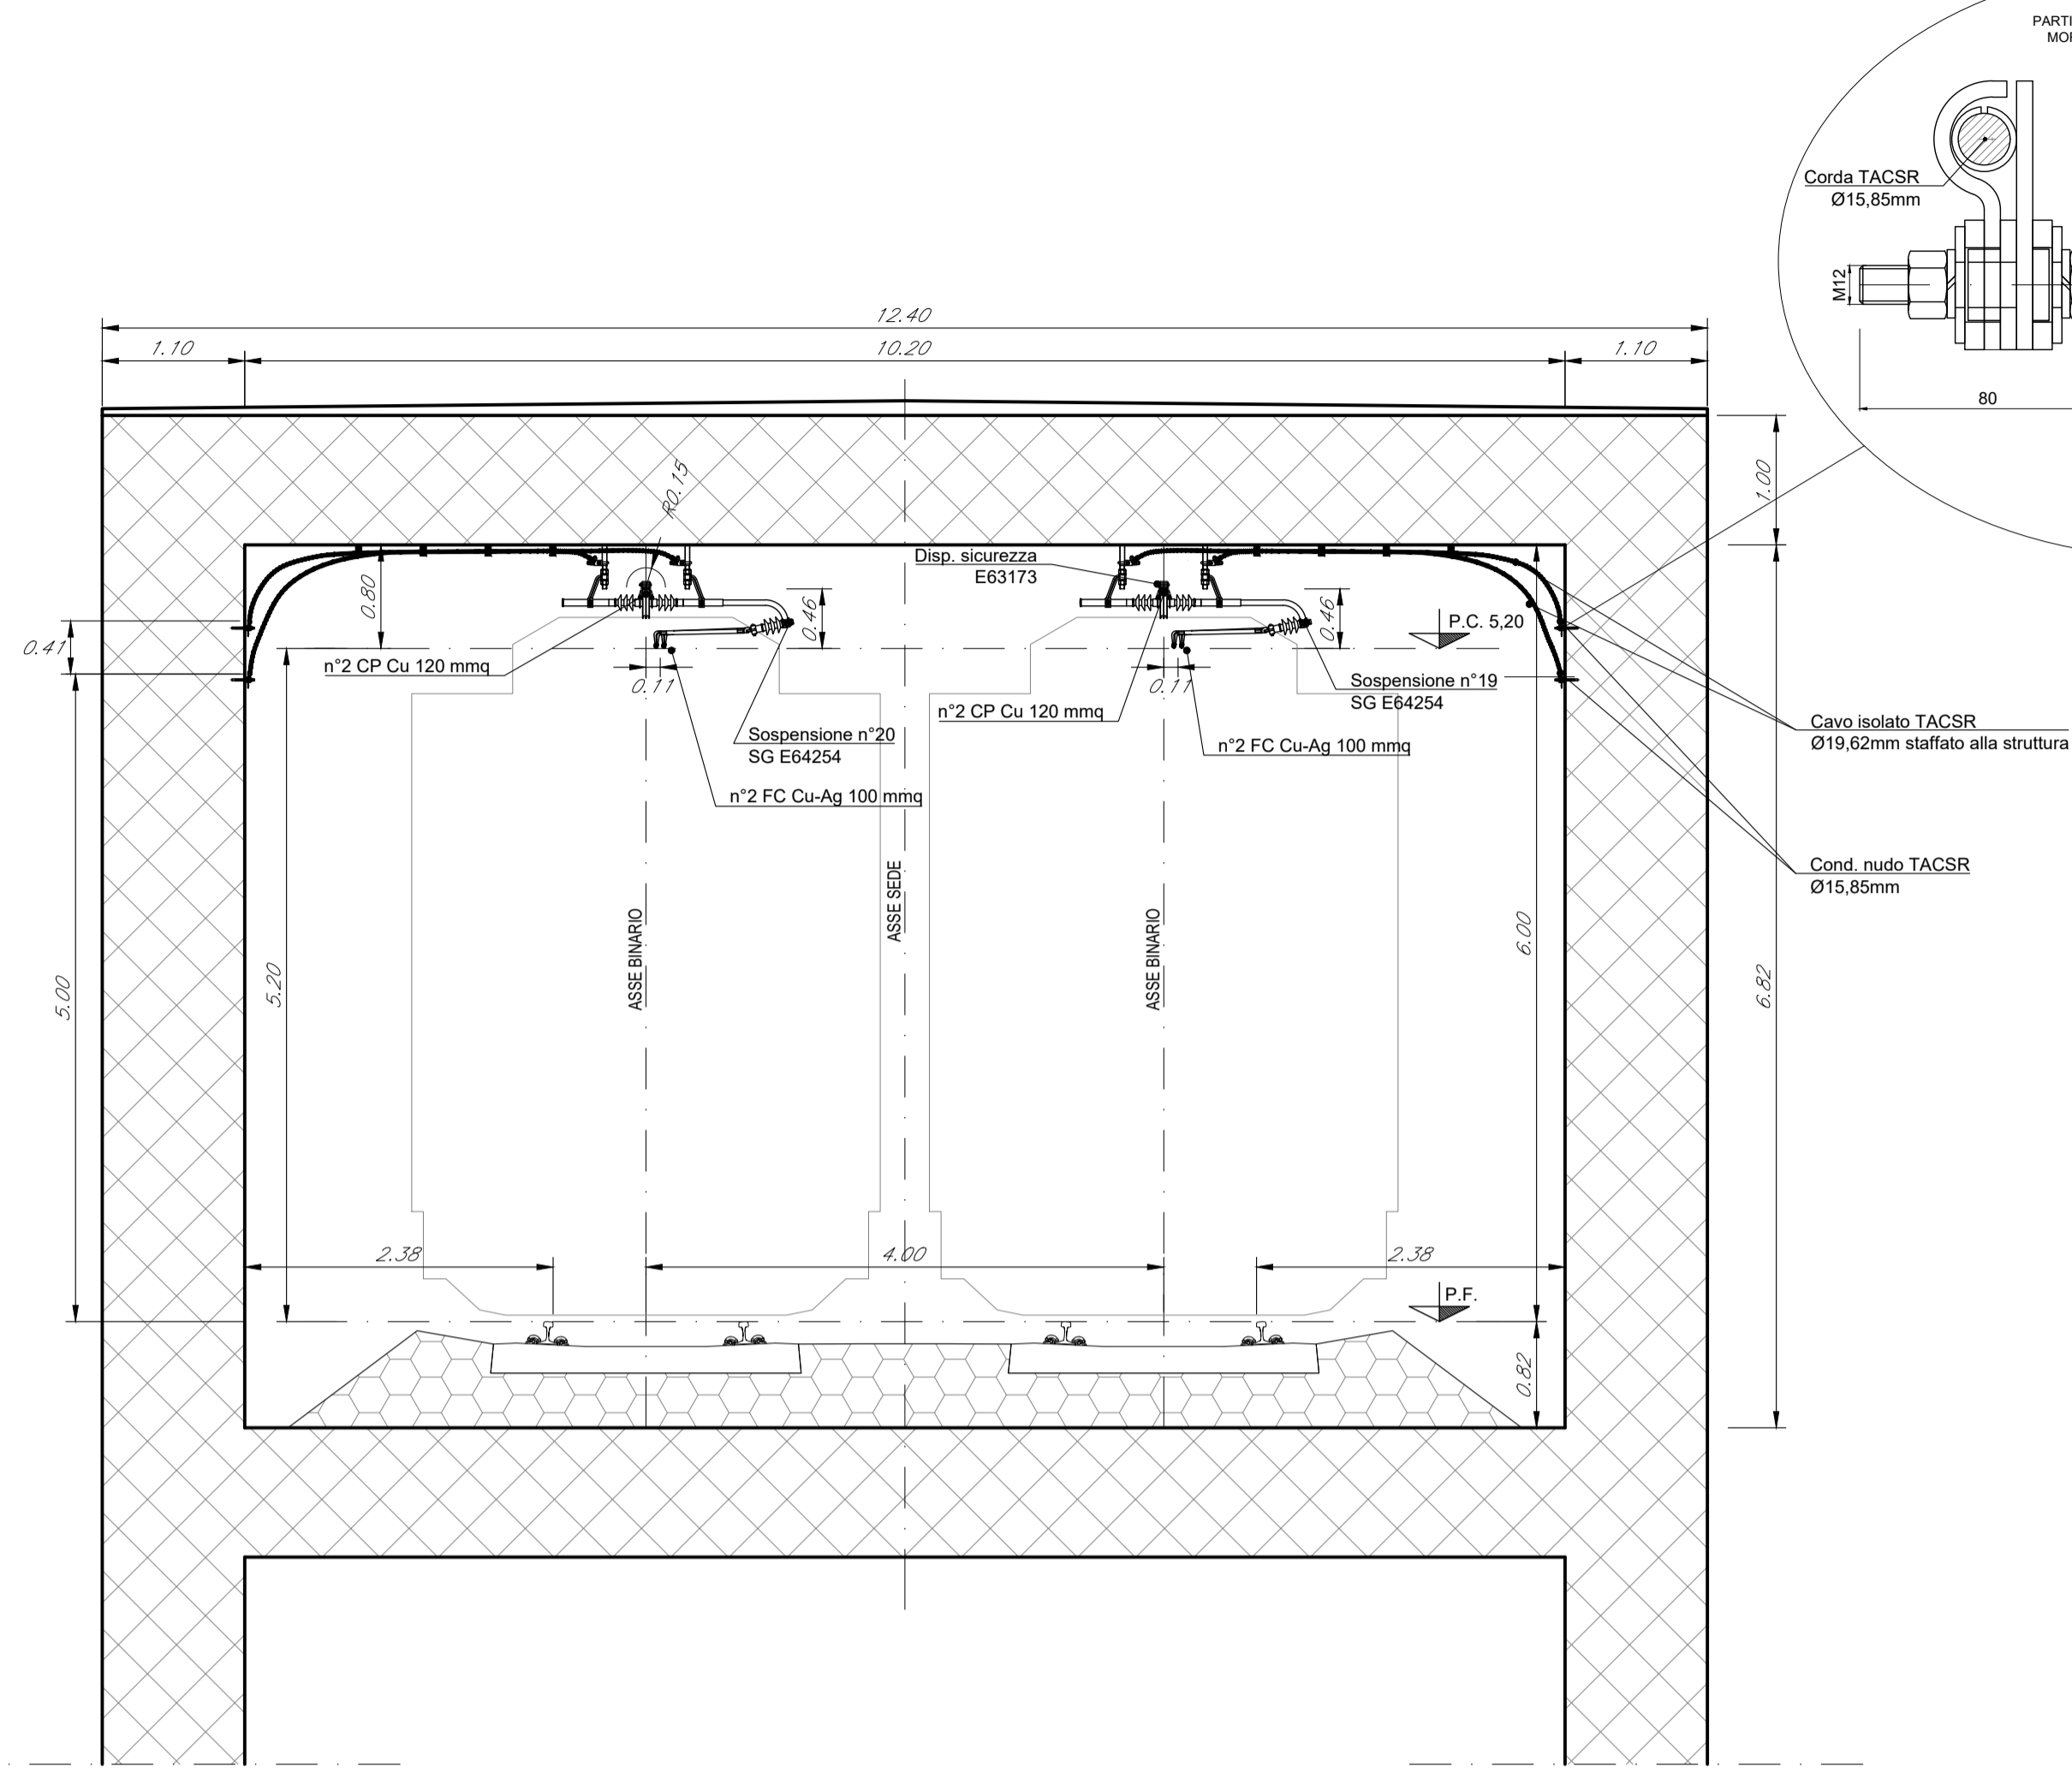 PARTI
MOR
Corda TACSR
Ø15,85mm
M12
80
12.40
1.10
10.20
1.10
1.00
R0.15
Disp. sicurezza
E63173
0.80
0.46
0.46
P.C. 5,20
0.41
n°2 CP Cu 120 mmq
0.11
0.11
Sospensione n°19
SG E64254
n°2 CP Cu 120 mmq
Sospensione n°20
SG E64254
n°2 FC Cu-Ag 100 mmq
n°2 FC Cu-Ag 100 mmq
Cavo isolato TACSR
Ø19,62mm staffato alla struttura
Cond. nudo TACSR
Ø15,85mm
ASSE BINARIO
ASSE SEDE
ASSE BINARIO
5.00
5.20
6.00
6.82
2.38
4.00
2.38
P.F.
0.82